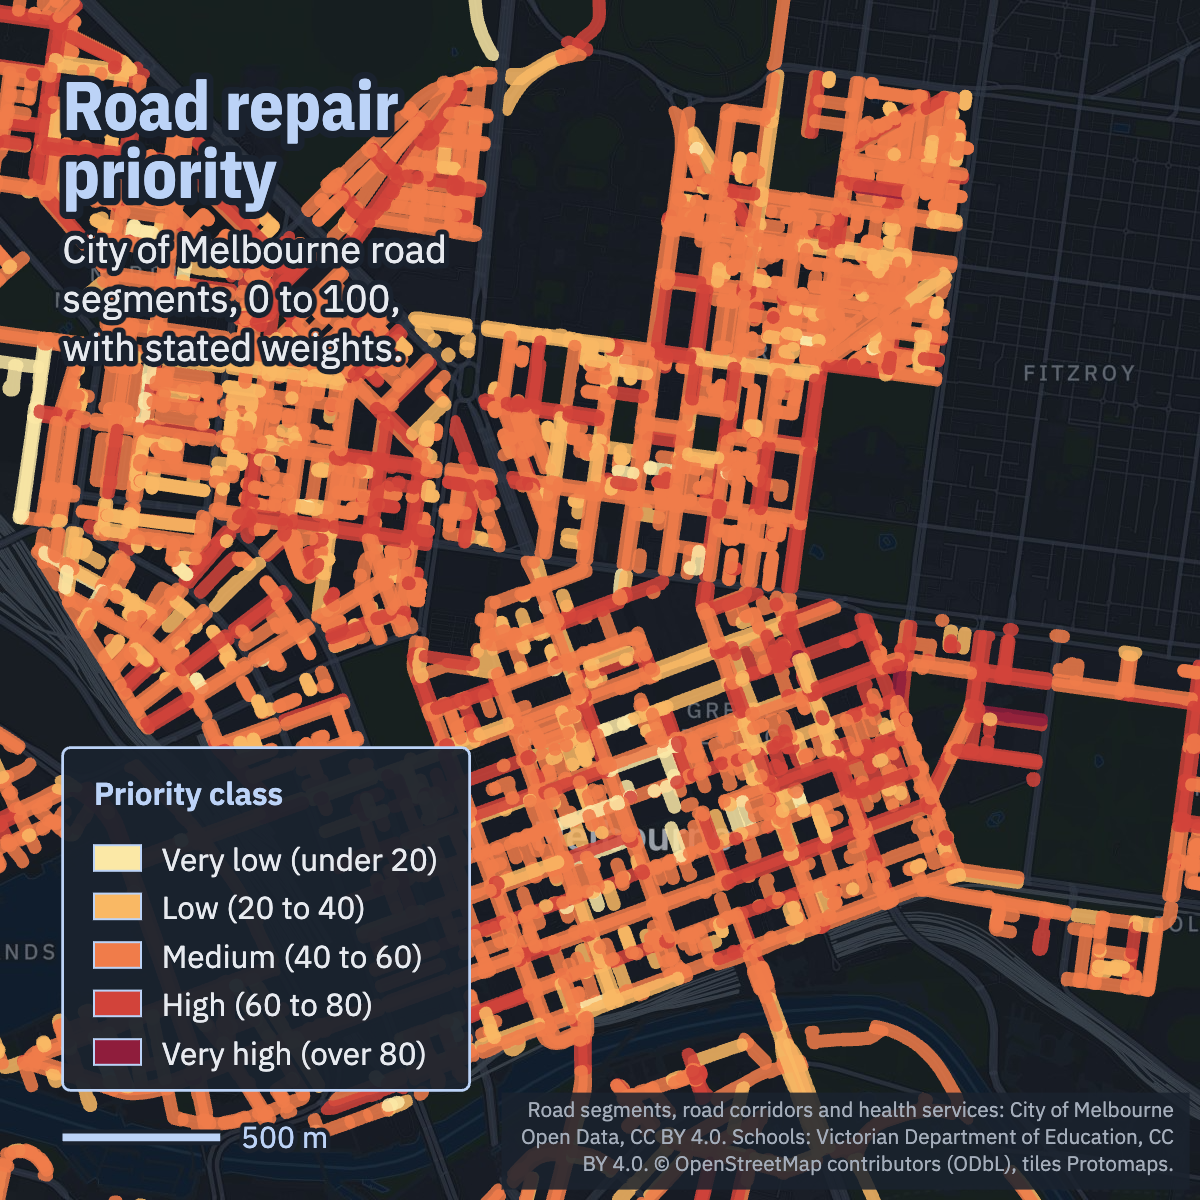 Road repair
priority
City of Melbourne road
segments, 0 to 100,
with stated weights.
FITZROY
GRE
Priority class
Very low (under 20)
Low (20 to 40)
Medium (40 to 60)
High (60 to 80)
Very high (over 80)
NDS
OL
500 m
Road segments, road corridors and health services: City of Melbourne
Open Data, CC BY 4.0. Schools: Victorian Department of Education, CC
BY 4.0. © OpenStreetMap contributors (ODbL), tiles Protomaps.